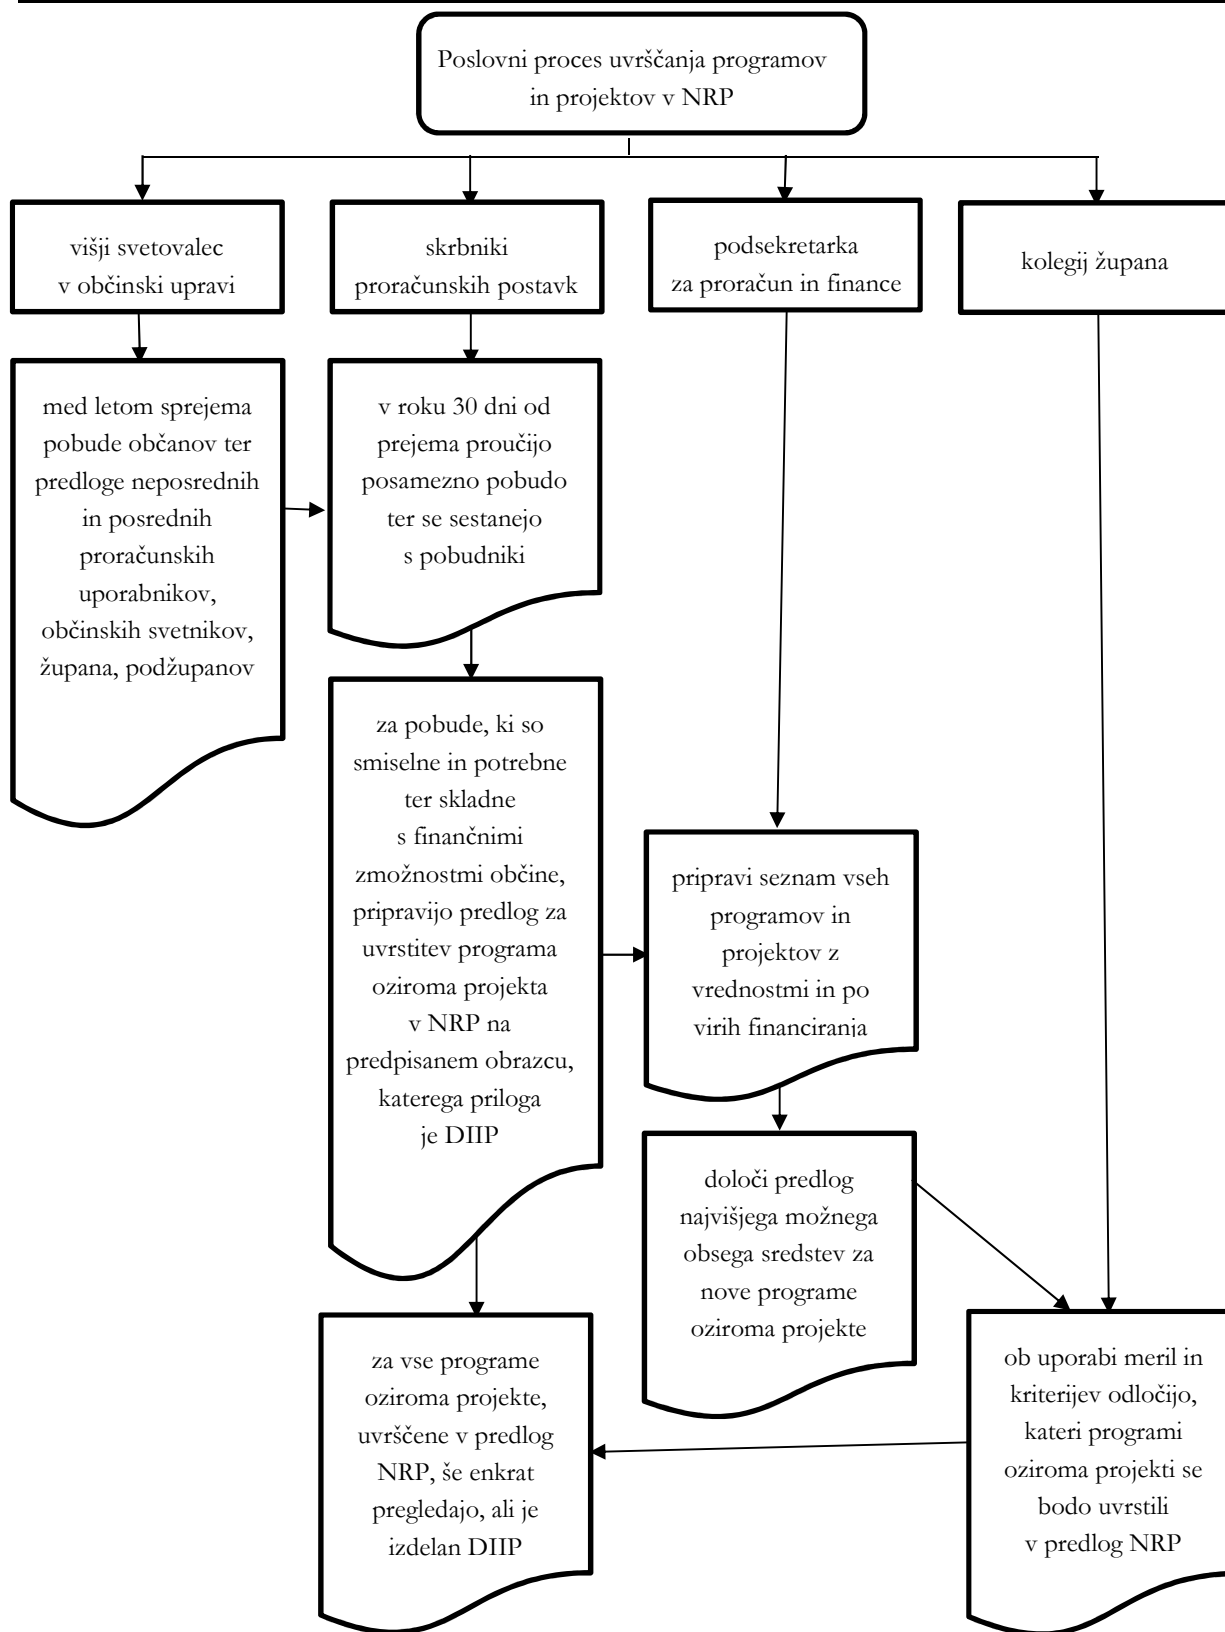 Poslovni proces uvrščanja programov
in projektov v NRP
višji svetovalec
v občinski upravi
skrbniki
proračunskih postavk
podsekretarka
za proračun in finance
kolegij župana
med letom sprejema
pobude občanov ter
predloge neposrednih
in posrednih
proračunskih
uporabnikov,
občinskih svetnikov,
župana, podžupanov
v roku 30 dni od
prejema proučijo
posamezno pobudo
ter se sestanejo
s pobudniki
za pobude, ki so
smiselne in potrebne
ter skladne
s finančnimi
zmožnostmi občine,
pripravijo predlog za
uvrstitev programa
oziroma projekta
v NRP na
predpisanem obrazcu,
katerega priloga
je DIIP
pripravi seznam vseh
programov in
projektov z
vrednostmi in po
virih financiranja
določi predlog
najvišjega možnega
obsega sredstev za
nove programe
oziroma projekte
za vse programe
oziroma projekte,
uvrščene v predlog
NRP, še enkrat
pregledajo, ali je
izdelan DIIP
ob uporabi meril in
kriterijev odločijo,
kateri programi
oziroma projekti se
bodo uvrstili
v predlog NRP